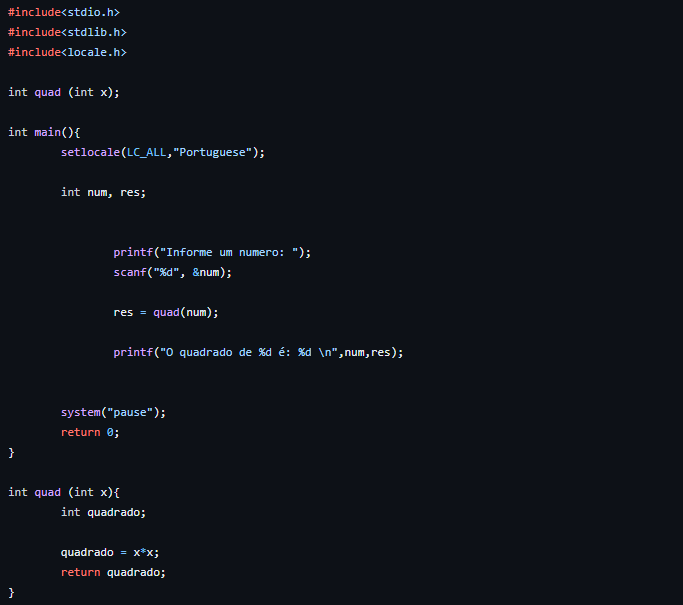 #include<stdio.h>
#include<stdlib.h>
#include<locale.h>
int quad (int x);
int main(){
setlocale(LC_ALL,"Portuguese");
int num, res;
printf("Informe um numero: ");
scanf("%d", &num);
res = quad(num);
printf("O quadrado de %d é: %d \n",num,res);
system("pause");
return 0;
}
int quad (int x){
int quadrado;
quadrado = x*x;
return quadrado;
}